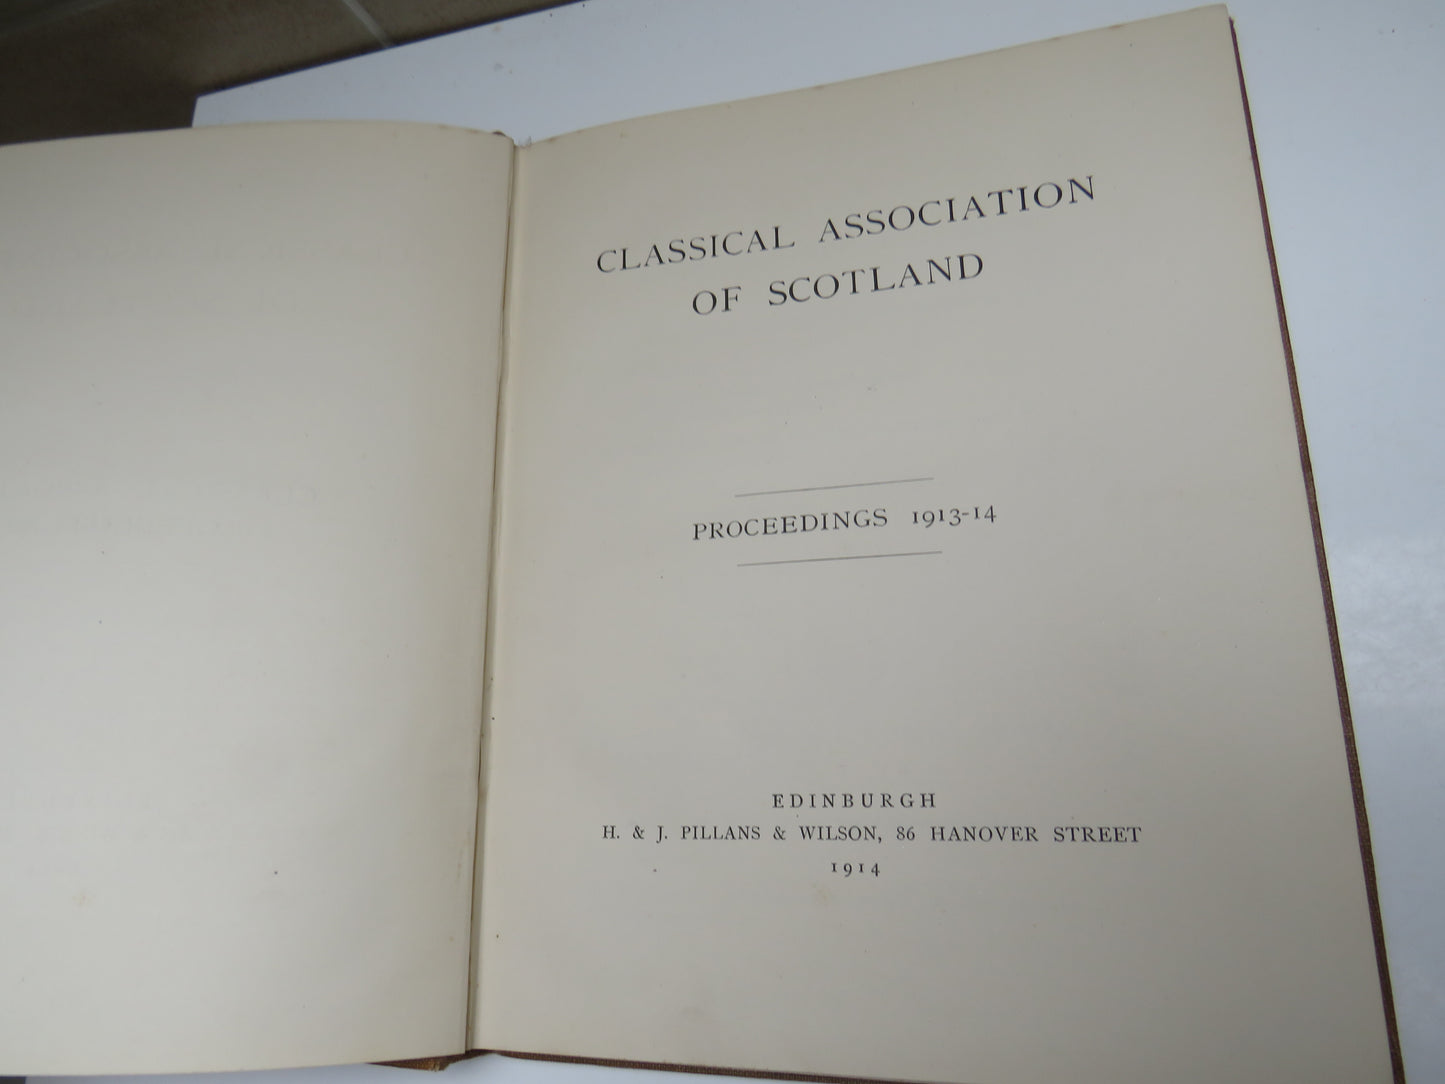 CLASSICAL ASSOCIATION
OF SCOTLAND
PROCEEDINGS 1913-14
EDINBURGH
H. & J. PILLANS & WILSON, 86 HANOVER STREET
1914